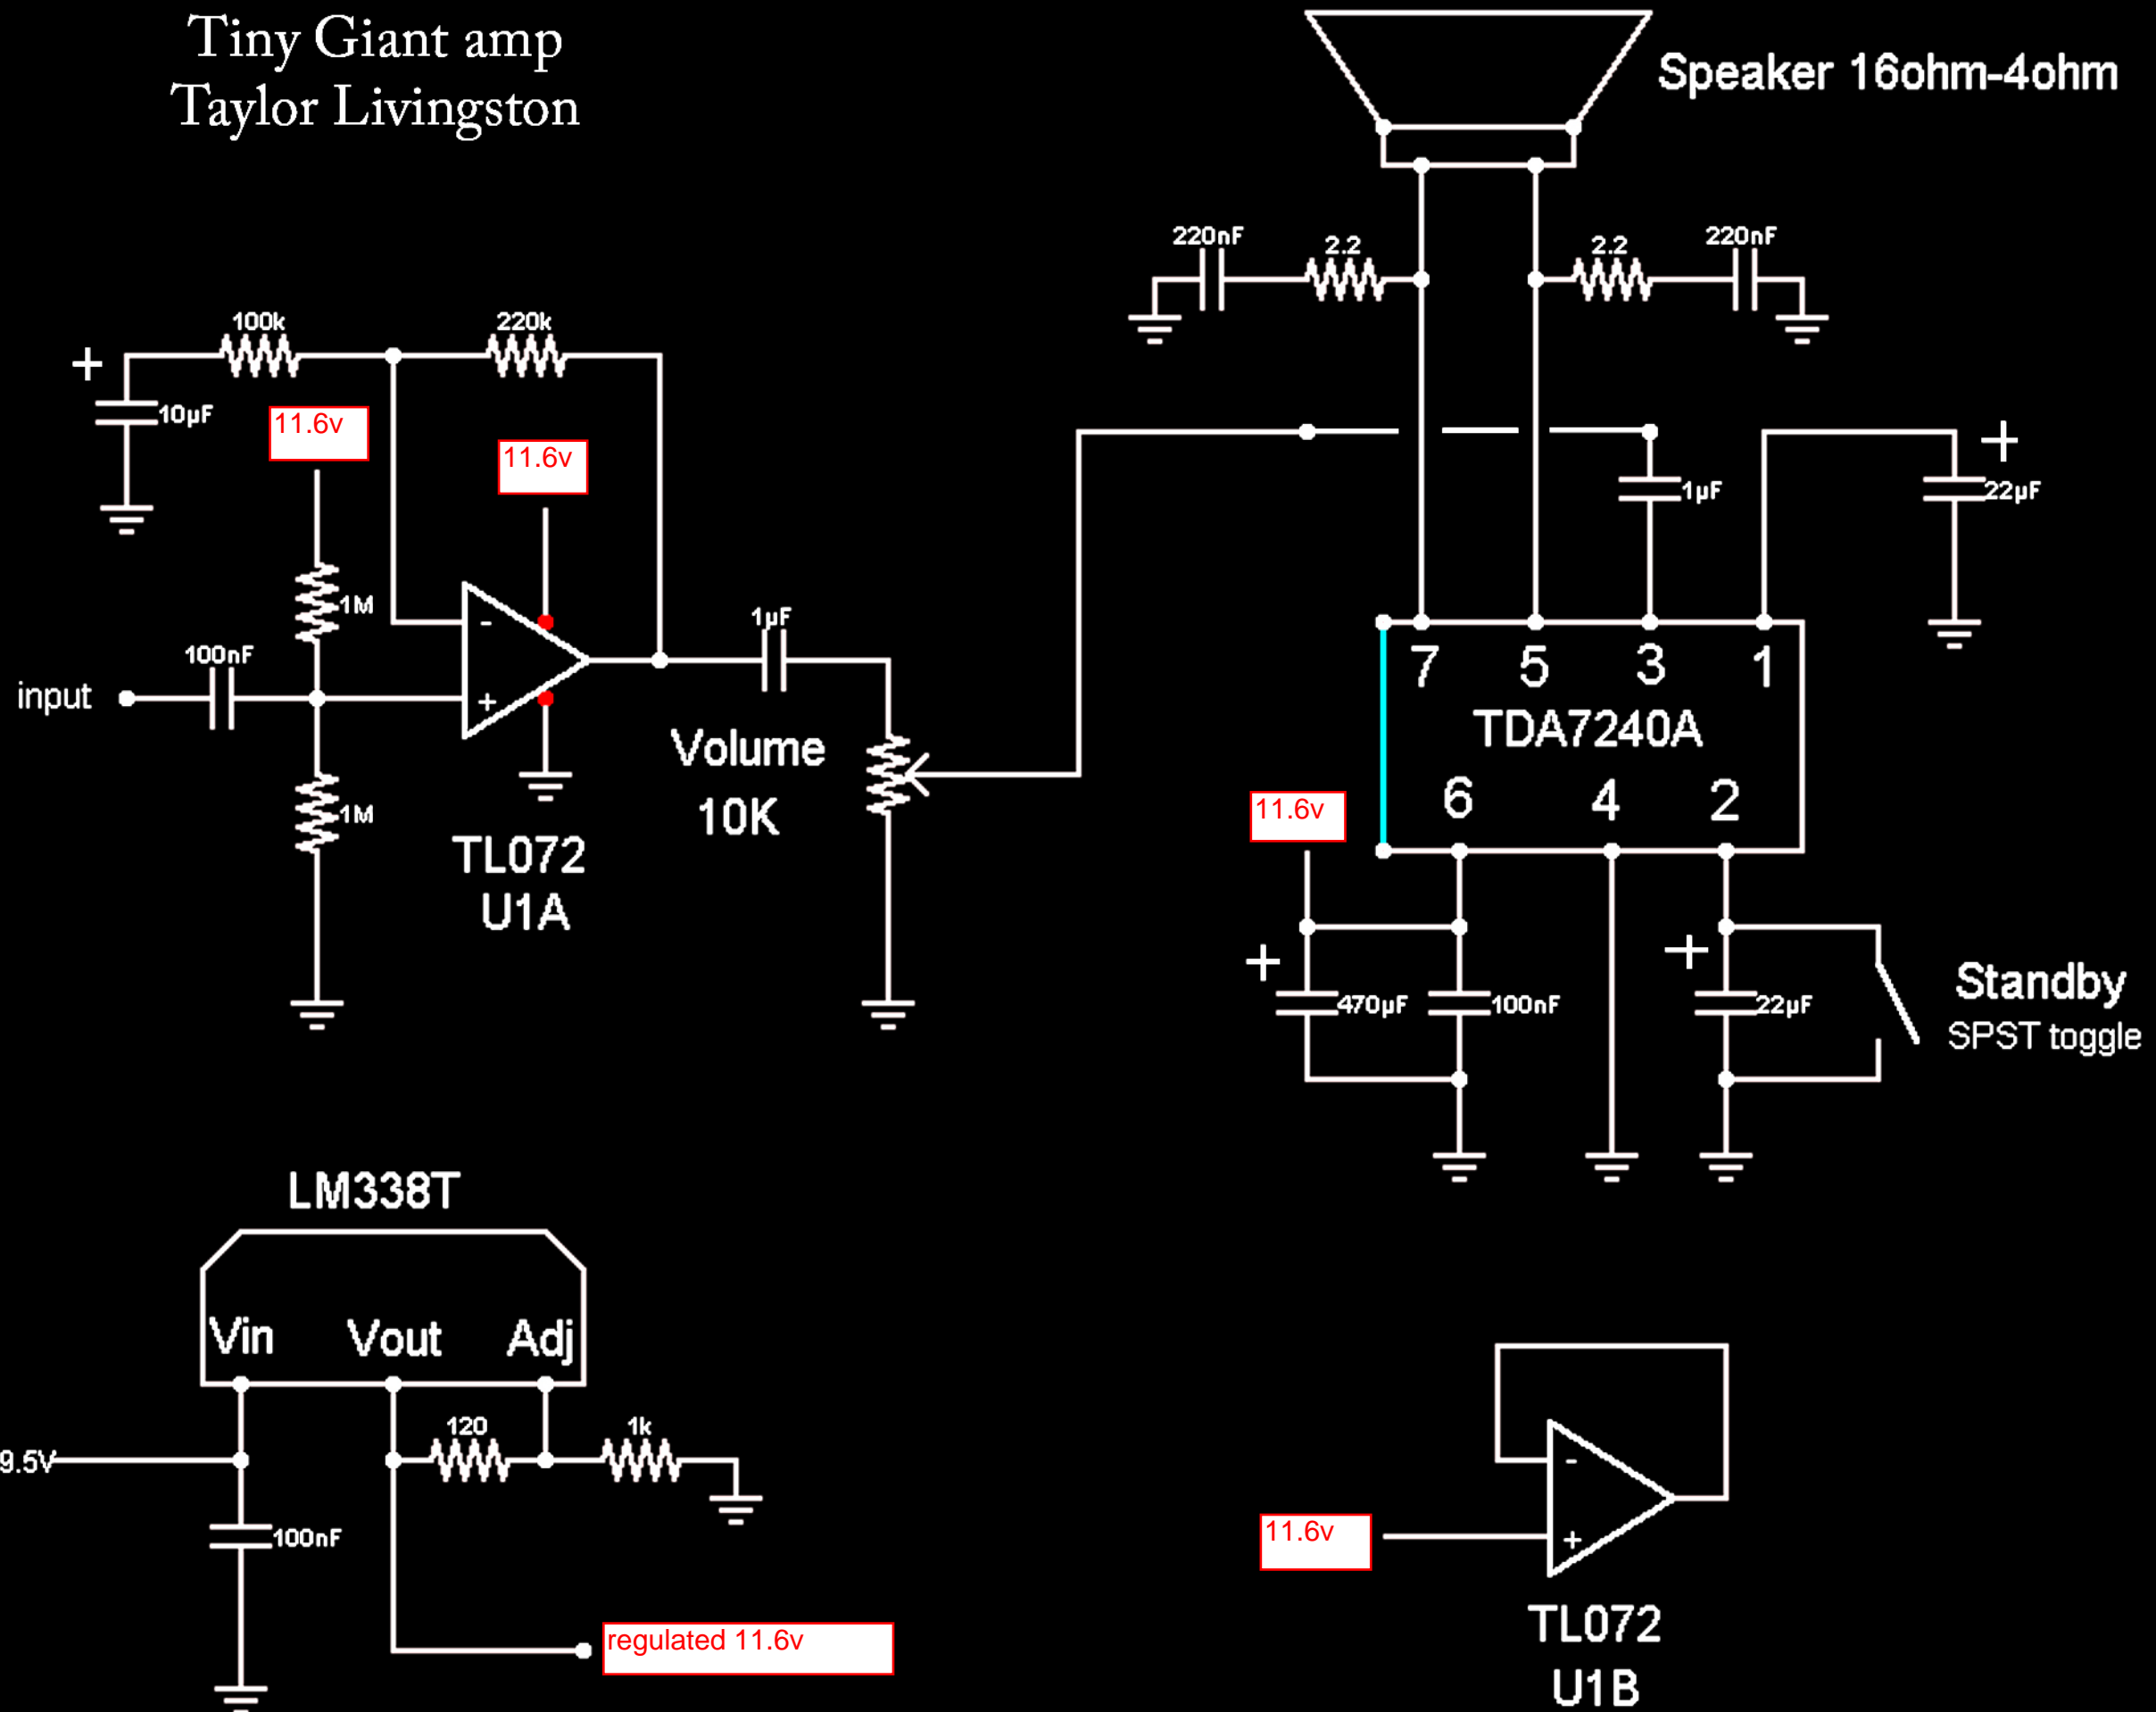 Tiny Giant amp
Taylor Livingston
Speaker 16ohm-4ohm
220nF
2.2
2.2
220nF
100k
220k
+
10µF
11.6v
11.6v
+
1µF
22µF
1M
-
1µF
100nF
input
+
7 5 3 1
TDA7240A
Volume
10K
1M
6 4 2
11.6v
TL072
U1A
+
470µF
100nF
+
22µF
Standby
SPST toggle
LM338T
Vin Vout Adj
120
1k
9.5V
100nF
-
+
11.6v
regulated 11.6v
TL072
U1B